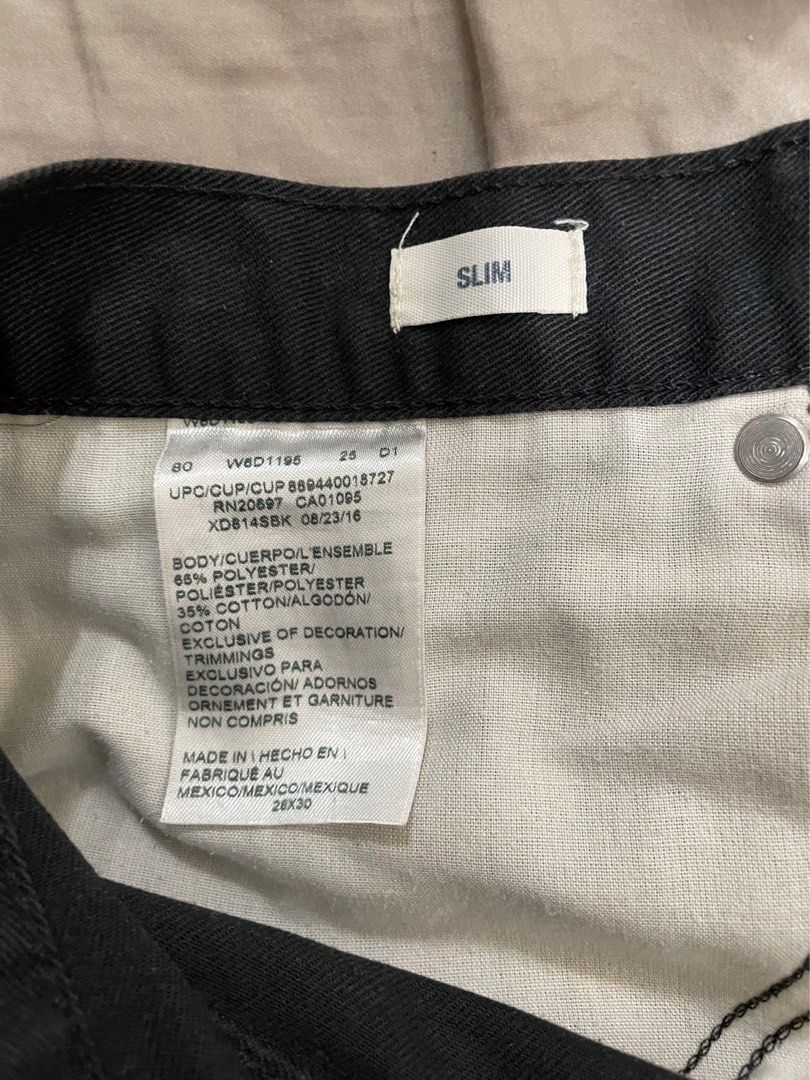 SLIM
80 W6D1195 28 D1
UPC/CUP/CUP 889440018727
RN20697 CA01095
XD814SBK 08/23/16
BODY/CUERPO/L'ENSEMBLE
65% POLYESTER/
POLIÉSTER/POLYESTER
35% COTTON/ALGODÓN/
COTON
EXCLUSIVE OF DECORATION/
TRIMMINGS
EXCLUSIVO PARA
DECORACIÓN/ ADORNOS
ORNEMENT ET GARNITURE
NON COMPRIS
MADE IN \ HECHO EN \
FABRIQUÉ AU
MEXICO/MEXICO/MEXIQUE
28X30